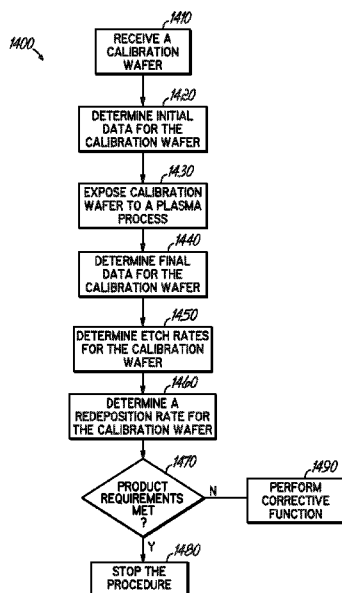 1400
1410
RECEIVE A
CALIBRATION
WAFER
1420
DETERMINE INITIAL
DATA FOR THE
CALIBRATION WAFER
1430
EXPOSE CALIBRATION
WAFER TO A PLASMA
PROCESS
1440
DETERMINE FINAL
DATA FOR THE
CALIBRATION WAFER
1450
DETERMINE ETCH RATES
FOR THE CALIBRATION
WAFER
1460
DETERMINE A
REDEPOSITION RATE FOR
THE CALIBRATION WAFER
1470
PRODUCT
REQUIREMENTS
MET
?
N
1490
PERFORM
CORRECTIVE
FUNCTION
Y
1480
STOP THE
PROCEDURE